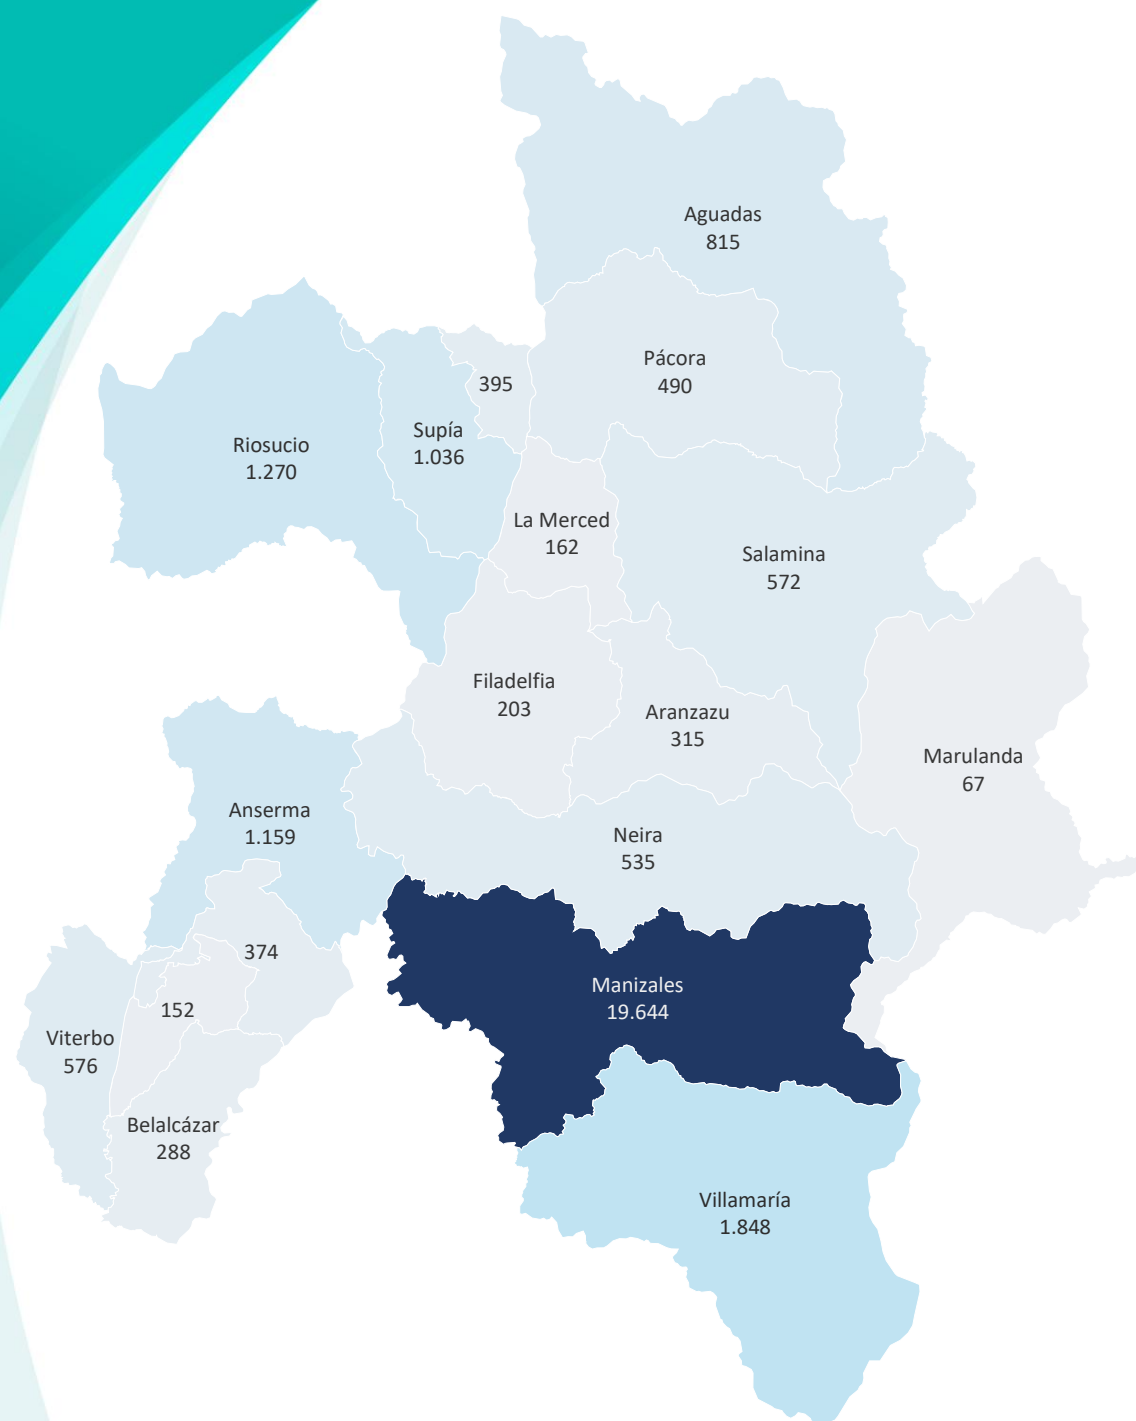 Aguadas
815
Pácora
490
395
Supía
1.036
Riosucio
1.270
La Merced
162
Salamina
572
Filadelfia
203
Aranzazu
315
Marulanda
67
Anserma
1.159
Neira
535
374
Manizales
19.644
152
Viterbo
576
Belalcázar
288
Villamaría
1.848